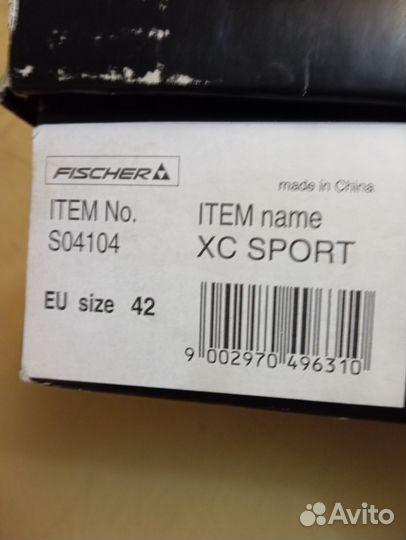 FISCHER
made in China
ITEM No. ITEM name
S04104 XC SPORT
EU size 42
9 002970 496310
Avito